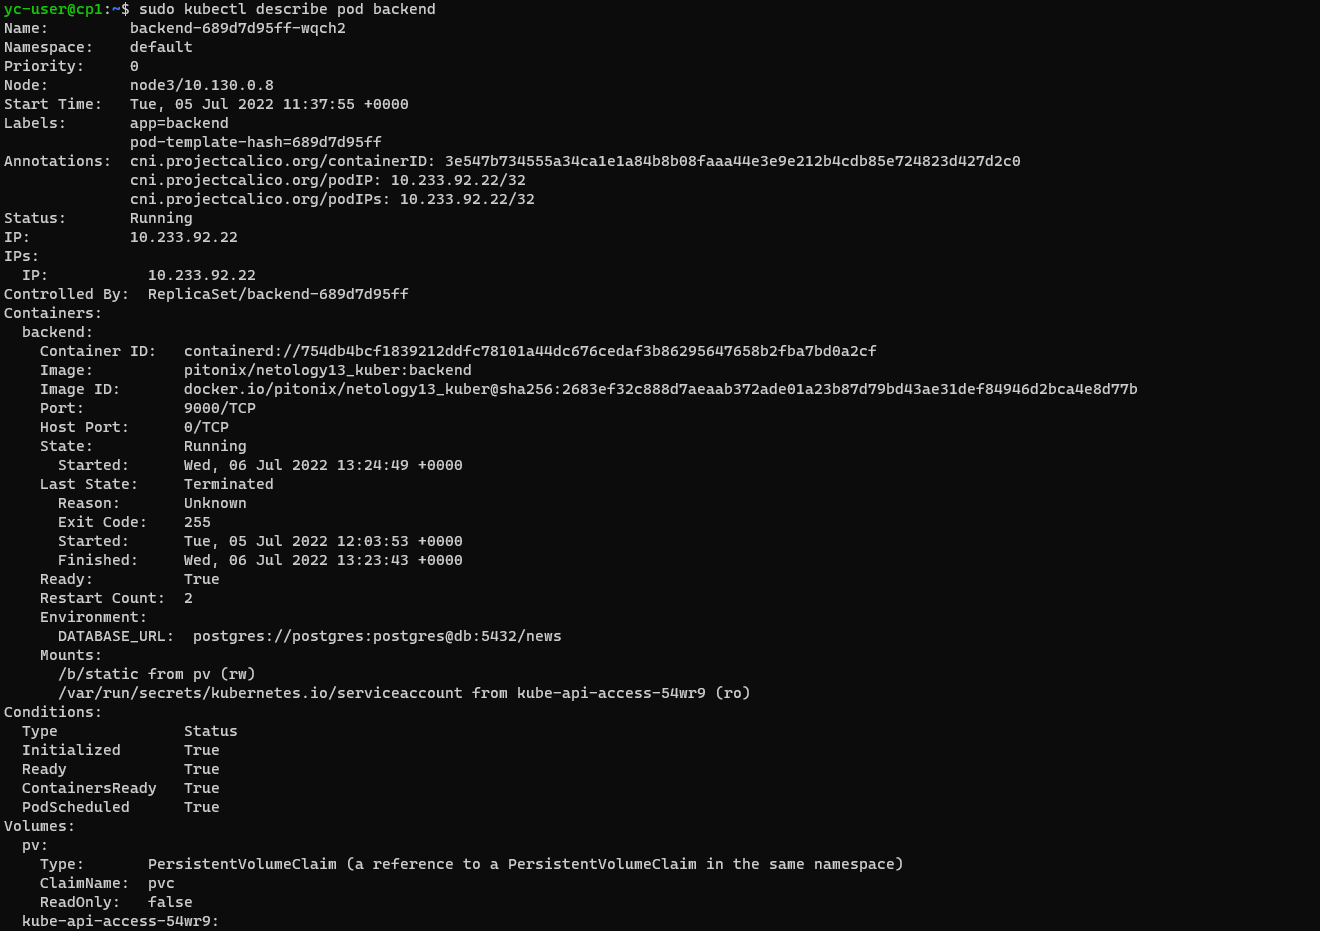 yc-user@cp1:~$ sudo kubectl describe pod backend
Name:         backend-689d7d95ff-wqch2
Namespace:    default
Priority:     0
Node:         node3/10.130.0.8
Start Time:   Tue, 05 Jul 2022 11:37:55 +0000
Labels:       app=backend
              pod-template-hash=689d7d95ff
Annotations:  cni.projectcalico.org/containerID: 3e547b734555a34ca1e1a84b8b08faaa44e3e9e212b4cdb85e724823d427d2c0
              cni.projectcalico.org/podIP: 10.233.92.22/32
              cni.projectcalico.org/podIPs: 10.233.92.22/32
Status:       Running
IP:           10.233.92.22
IPs:
  IP:           10.233.92.22
Controlled By:  ReplicaSet/backend-689d7d95ff
Containers:
  backend:
    Container ID:   containerd://754db4bcf1839212ddfc78101a44dc676cedaf3b86295647658b2fba7bd0a2cf
    Image:          pitonix/netology13_kuber:backend
    Image ID:       docker.io/pitonix/netology13_kuber@sha256:2683ef32c888d7aeaab372ade01a23b87d79bd43ae31def84946d2bca4e8d77b
    Port:           9000/TCP
    Host Port:      0/TCP
    State:          Running
      Started:      Wed, 06 Jul 2022 13:24:49 +0000
    Last State:     Terminated
      Reason:       Unknown
      Exit Code:    255
      Started:      Tue, 05 Jul 2022 12:03:53 +0000
      Finished:     Wed, 06 Jul 2022 13:23:43 +0000
    Ready:          True
    Restart Count:  2
    Environment:
      DATABASE_URL:  postgres://postgres:postgres@db:5432/news
    Mounts:
      /b/static from pv (rw)
      /var/run/secrets/kubernetes.io/serviceaccount from kube-api-access-54wr9 (ro)
Conditions:
  Type              Status
  Initialized       True
  Ready             True
  ContainersReady   True
  PodScheduled      True
Volumes:
  pv:
    Type:       PersistentVolumeClaim (a reference to a PersistentVolumeClaim in the same namespace)
    ClaimName:  pvc
    ReadOnly:   false
  kube-api-access-54wr9: